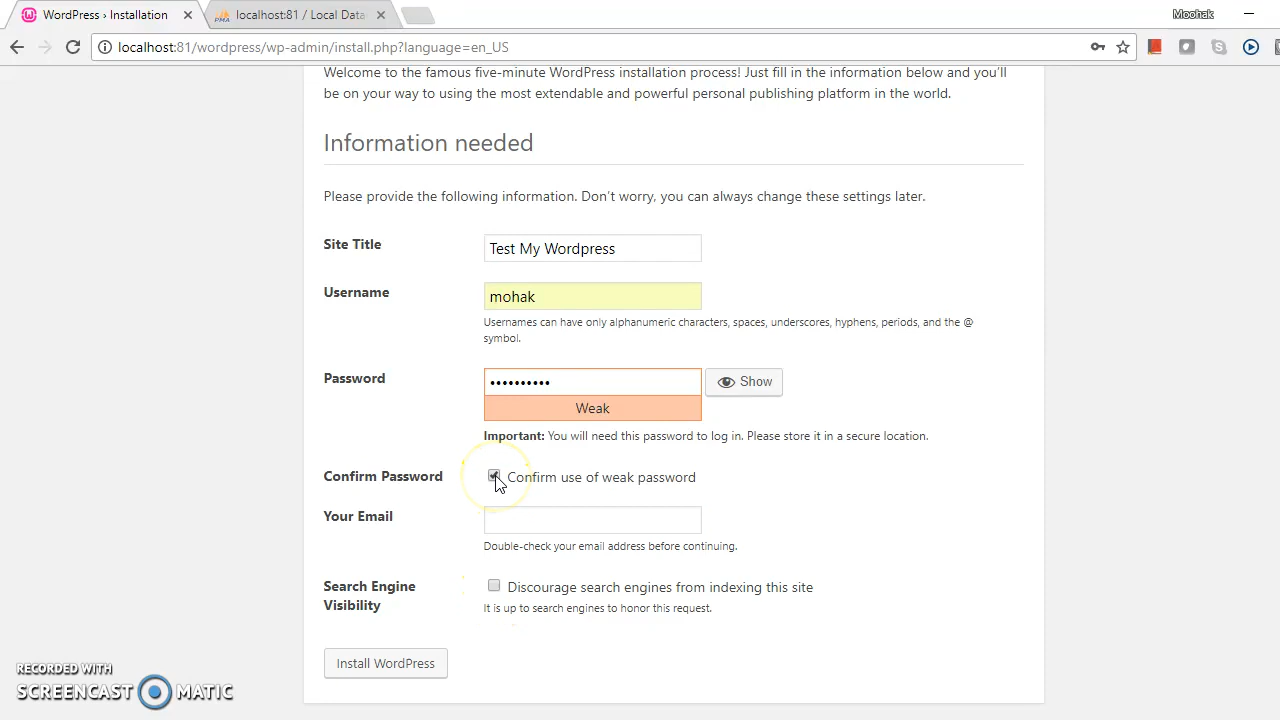 WordPress › Installation
localhost:81 / Local Data
Moohak
localhost:81/wordpress/wp-admin/install.php?language=en_US
Welcome to the famous five-minute WordPress installation process! Just fill in the information below and you'll
be on your way to using the most extendable and powerful personal publishing platform in the world.
Information needed
Please provide the following information. Don't worry, you can always change these settings later.
Site Title
Test My Wordpress
Username
mohak
Usernames can have only alphanumeric characters, spaces, underscores, hyphens, periods, and the @
symbol.
Password
••••••••••
Show
Weak
Important: You will need this password to log in. Please store it in a secure location.
Confirm Password
Confirm use of weak password
Your Email
Double-check your email address before continuing.
Search Engine
Visibility
Discourage search engines from indexing this site
It is up to search engines to honor this request.
Install WordPress
RECORDED WITH
SCREENCAST MATIC